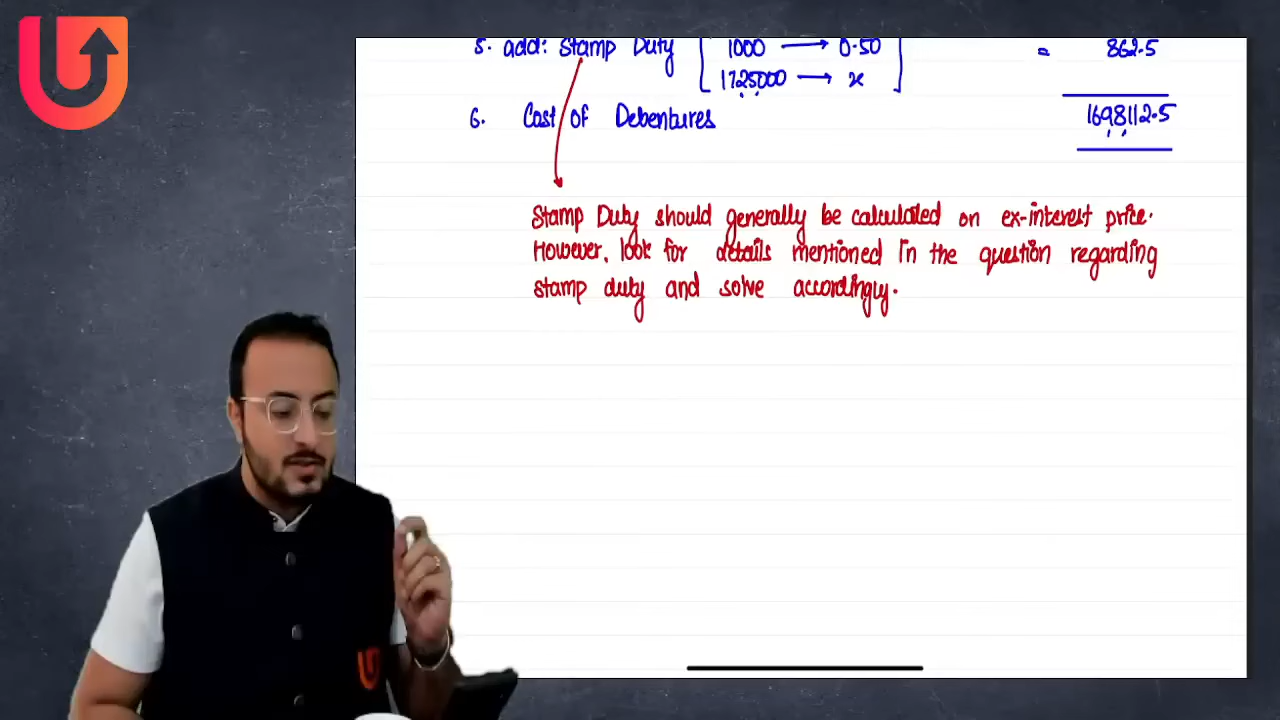 5. add: Stamp Duty [ 1000 → 0.50 ] = 862.5
1725000 → x
6. Cost of Debentures 1698112.5
Stamp Duty should generally be calculated on ex-interest price.
However, look for details mentioned in the question regarding
stamp duty and solve accordingly.